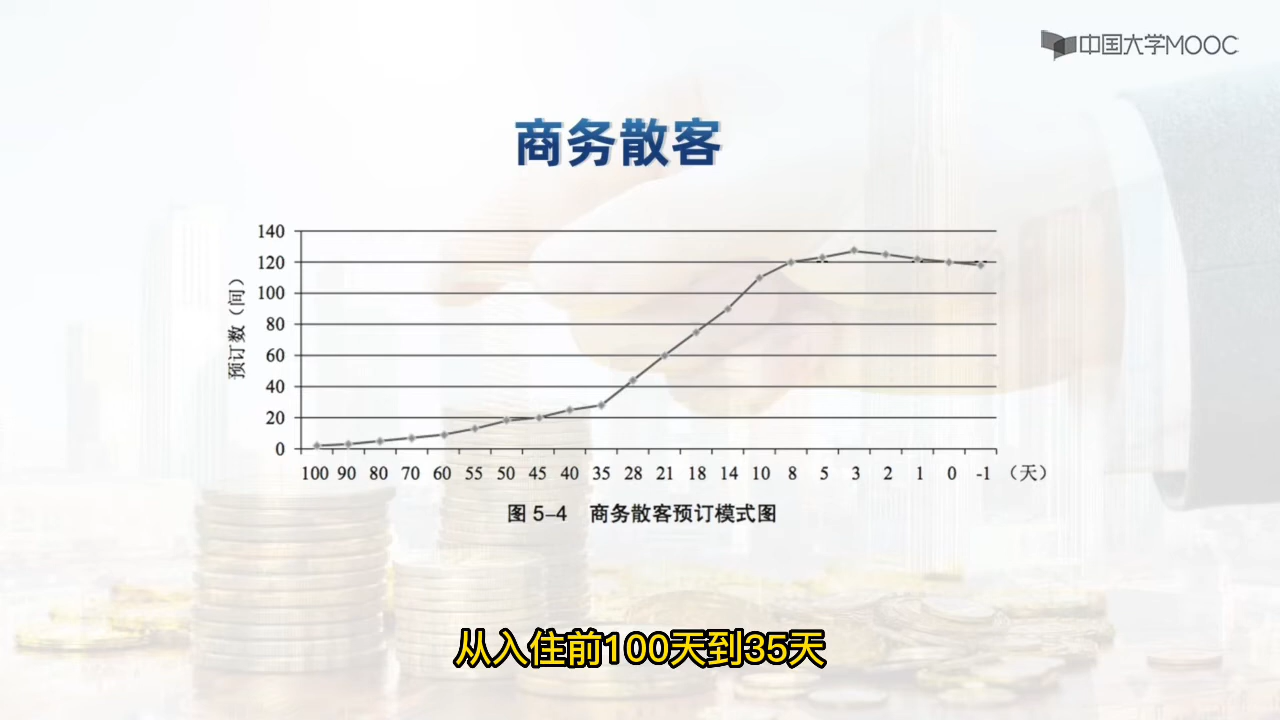 中国大学MOOC
商务散客
140
120
100
80
60
40
20
0
预订数（间）
100 90 80 70 60 55 50 45 40 35 28 21 18 14 10 8 5 3 2 1 0 -1 （天）
图 5-4 商务散客预订模式图
从入住前100天到35天